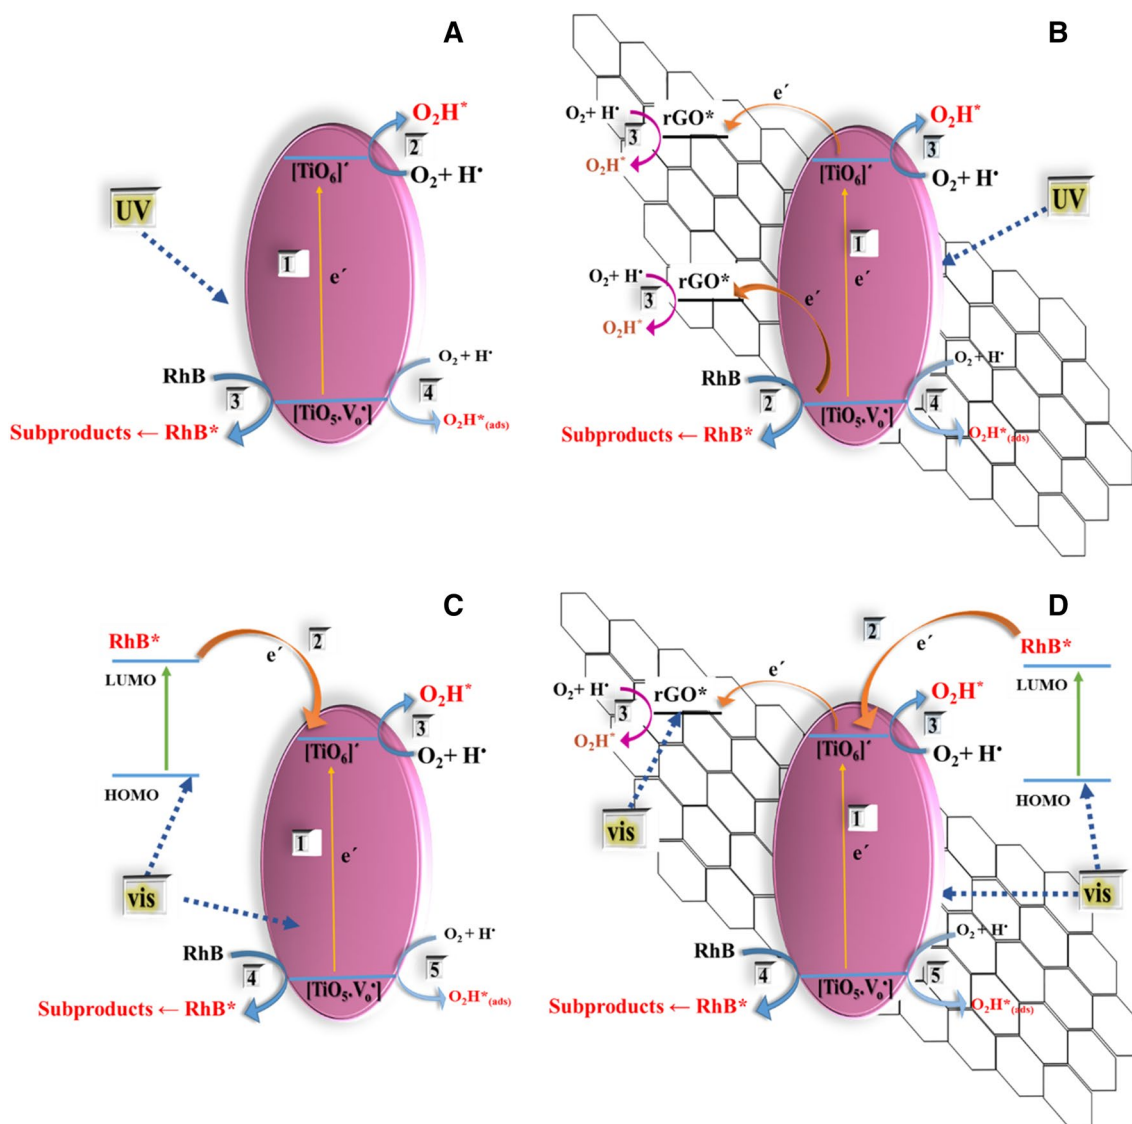 A
O₂H*
2
[TiO₆]´
O₂+ H•
UV
1
e´
RhB
O₂ + H•
3
4
[TiO₅.Vₒ•]
O₂H*(ads)
Subproducts ← RhB*
B
e´
O₂+ H•
rGO*
3
O₂H*
O₂H*
3
[TiO₆]´
O₂+ H•
UV
1
O₂+ H•
rGO*
3
e´
e´
O₂H*
RhB
O₂ + H•
2
4
[TiO₅.Vₒ•]
O₂H*(ads)
Subproducts ← RhB*
C
RhB*
2
e´
LUMO
O₂H*
3
[TiO₆]´
O₂+ H•
HOMO
1
e´
vis
RhB
O₂ + H•
4
5
[TiO₅.Vₒ•]
O₂H*(ads)
Subproducts ← RhB*
D
2
e´
RhB*
LUMO
e´
O₂+ H•
rGO*
3
O₂H*
O₂H*
3
[TiO₆]´
O₂+ H•
HOMO
vis
1
e´
vis
RhB
O₂ + H•
4
5
[TiO₅.Vₒ•]
O₂H*(ads)
Subproducts ← RhB*